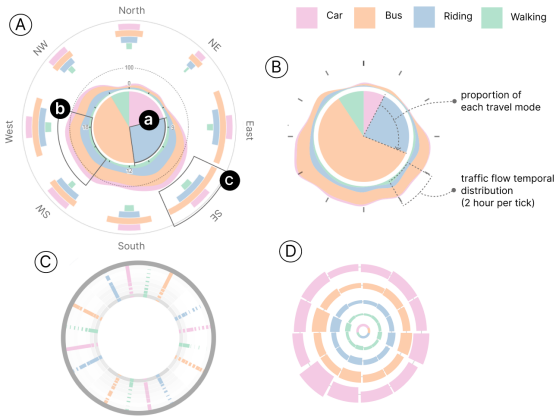 A
North
Car
Bus
Riding
Walking
NW
NE
B
100
0
b
a
proportion of
each travel mode
West
East
c
traffic flow temporal
distribution
(2 hour per tick)
SW
SE
South
C
D